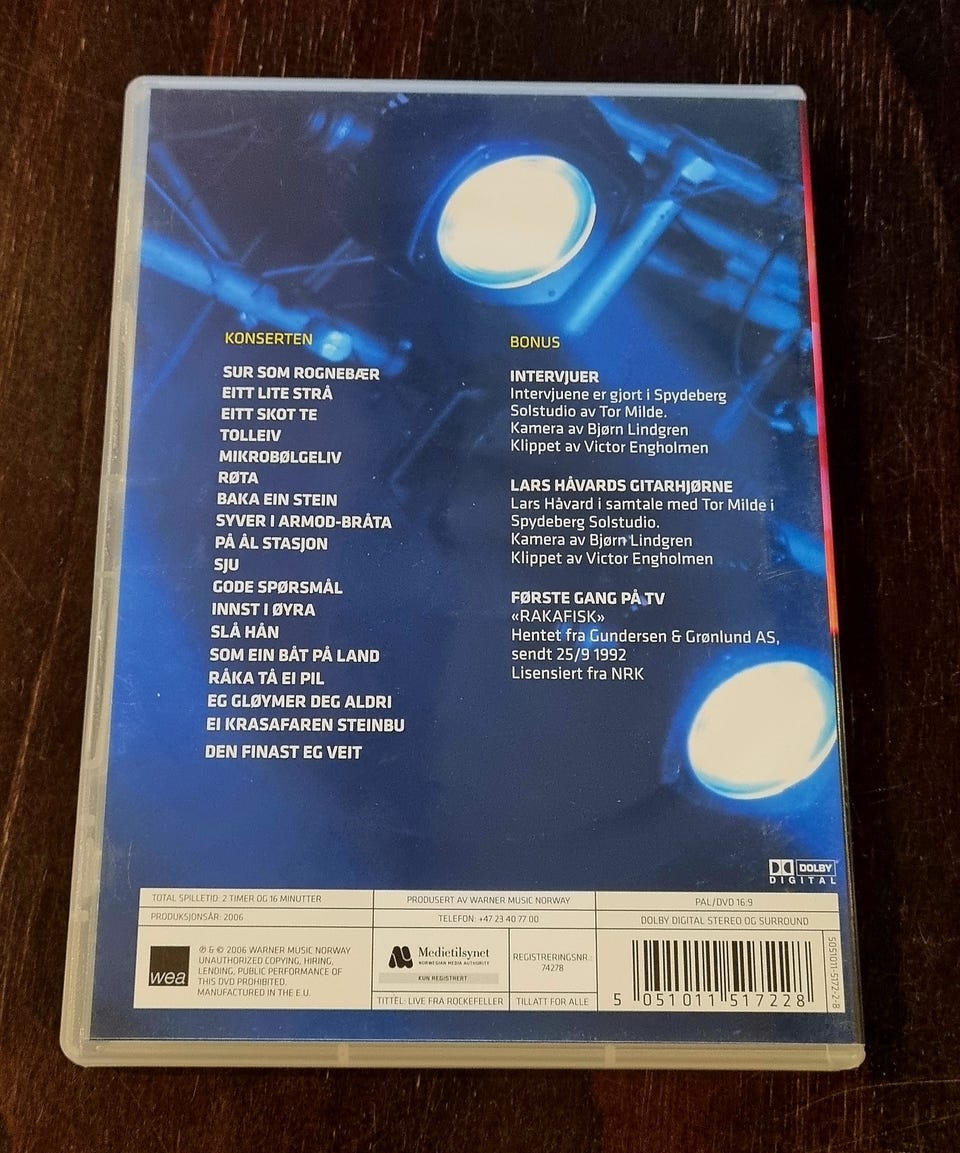 KONSERTEN
SUR SOM ROGNEBÆR
EITT LITE STRÅ
EITT SKOT TE
TOLLEIV
MIKROBØLGELIV
RØTA
BAKA EIN STEIN
SYVER I ARMOD-BRÅTA
PÅ ÅL STASJON
SJU
GODE SPØRSMÅL
INNST I ØYRA
SLÅ HÅN
SOM EIN BÅT PÅ LAND
RÅKA TÅ EI PIL
EG GLØYMER DEG ALDRI
EI KRASAFAREN STEINBU
DEN FINAST EG VEIT
BONUS
INTERVJUER
Intervjuene er gjort i Spydeberg
Solstudio av Tor Milde.
Kamera av Bjørn Lindgren
Klippet av Victor Engholmen
LARS HÅVARDS GITARHJØRNE
Lars Håvard i samtale med Tor Milde i
Spydeberg Solstudio.
Kamera av Bjørn Lindgren
Klippet av Victor Engholmen
FØRSTE GANG PÅ TV
«RAKAFISK»
Hentet fra Gundersen & Grønlund AS,
sendt 25/9 1992
Lisensiert fra NRK
DOLBY
DIGITAL
TOTAL SPILLETID: 2 TIMER OG 16 MINUTTER
PRODUKSJONSÅR: 2006
PRODUSERT AV WARNER MUSIC NORWAY
TELEFON: +47 23 40 77 00
PAL/DVD 16:9
DOLBY DIGITAL STEREO OG SURROUND
wea
℗ & © 2006 WARNER MUSIC NORWAY
UNAUTHORIZED COPYING, HIRING,
LENDING, PUBLIC PERFORMANCE OF
THIS DVD PROHIBITED.
MANUFACTURED IN THE E.U.
Medietilsynet
NORWEGIAN MEDIA AUTHORITY
KUN REGISTRERT
TITTEL: LIVE FRA ROCKEFELLER
REGISTRERINGSNR.:
74278
TILLATT FOR ALLE
5 051011 517228
5051011-5172-2-8